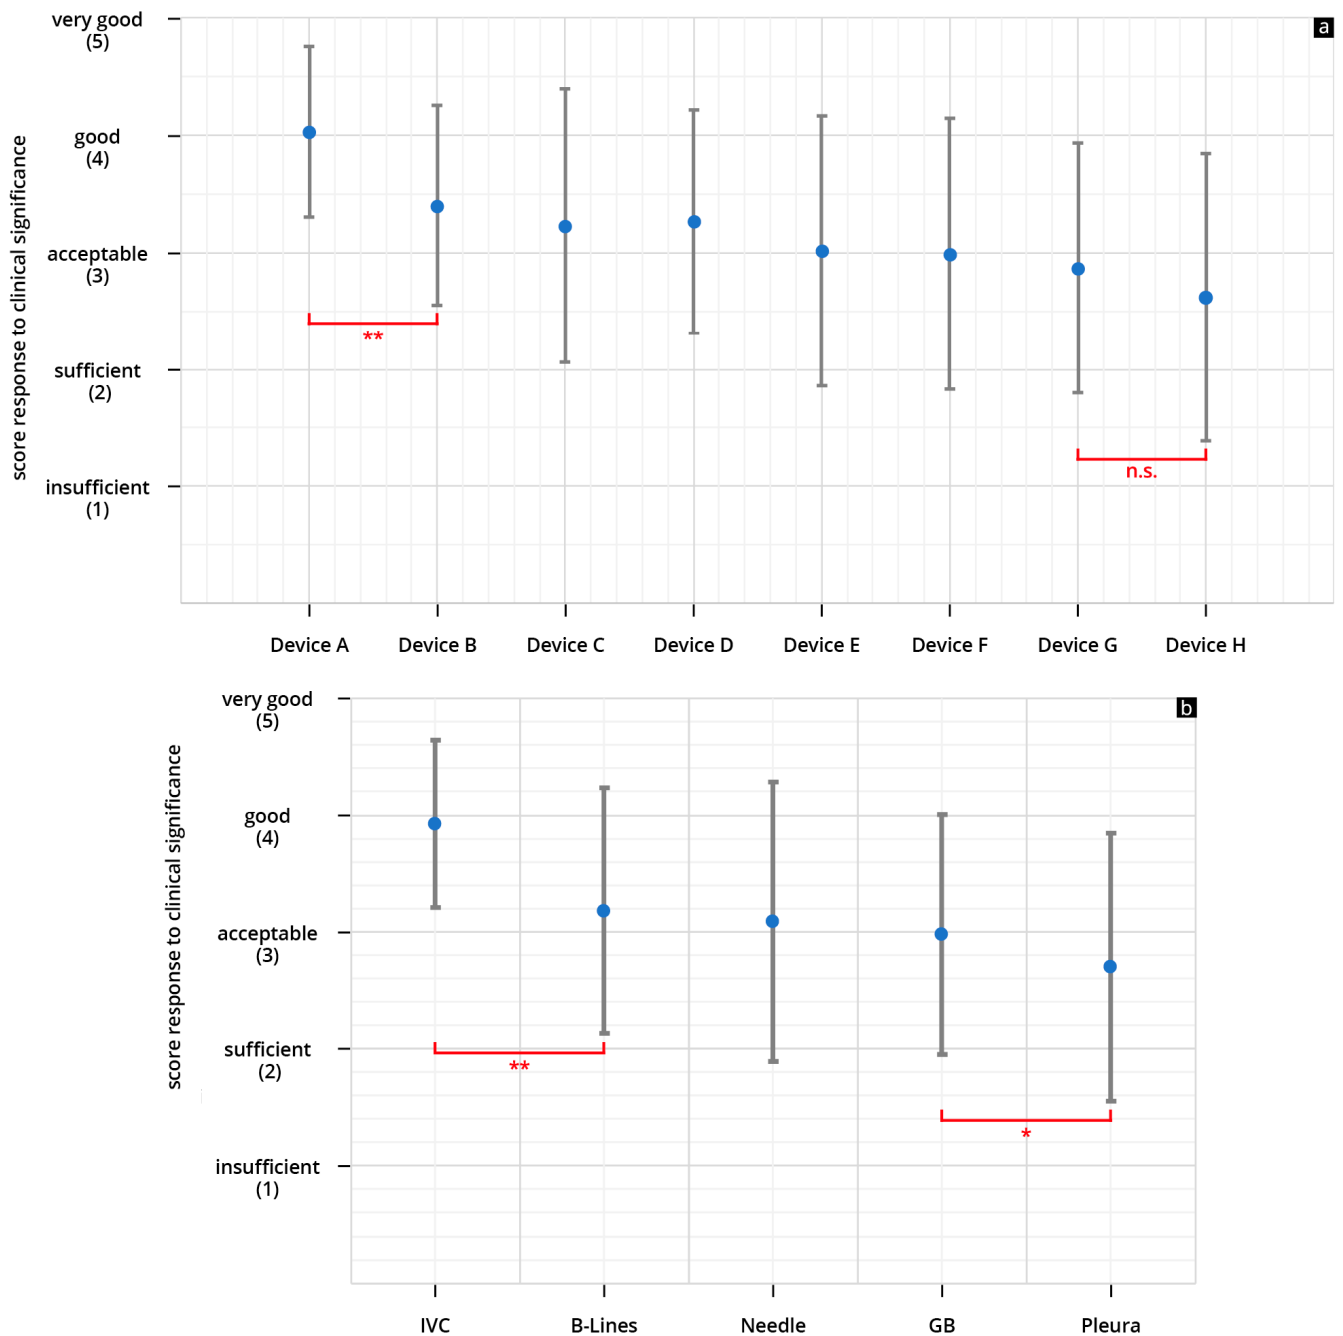 a
very good
(5)
good
(4)
acceptable
(3)
sufficient
(2)
insufficient
(1)
score response to clinical significance
**
n.s.
Device A Device B Device C Device D Device E Device F Device G Device H
b
very good
(5)
good
(4)
acceptable
(3)
sufficient
(2)
insufficient
(1)
score response to clinical significance
**
*
IVC B-Lines Needle GB Pleura